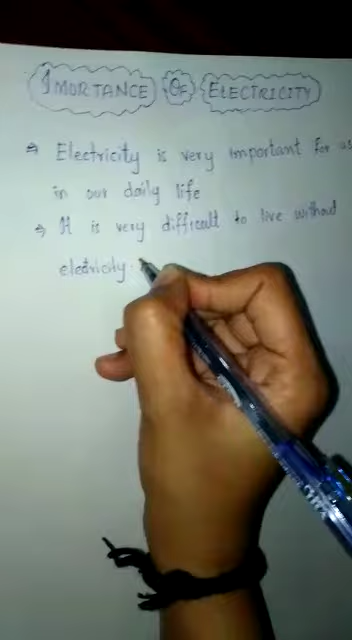 IMORTANCE OF ELECTRICITY
⇒ Electricity is very important for us
in our daily life
⇒ It is very difficult to live without
electricity.